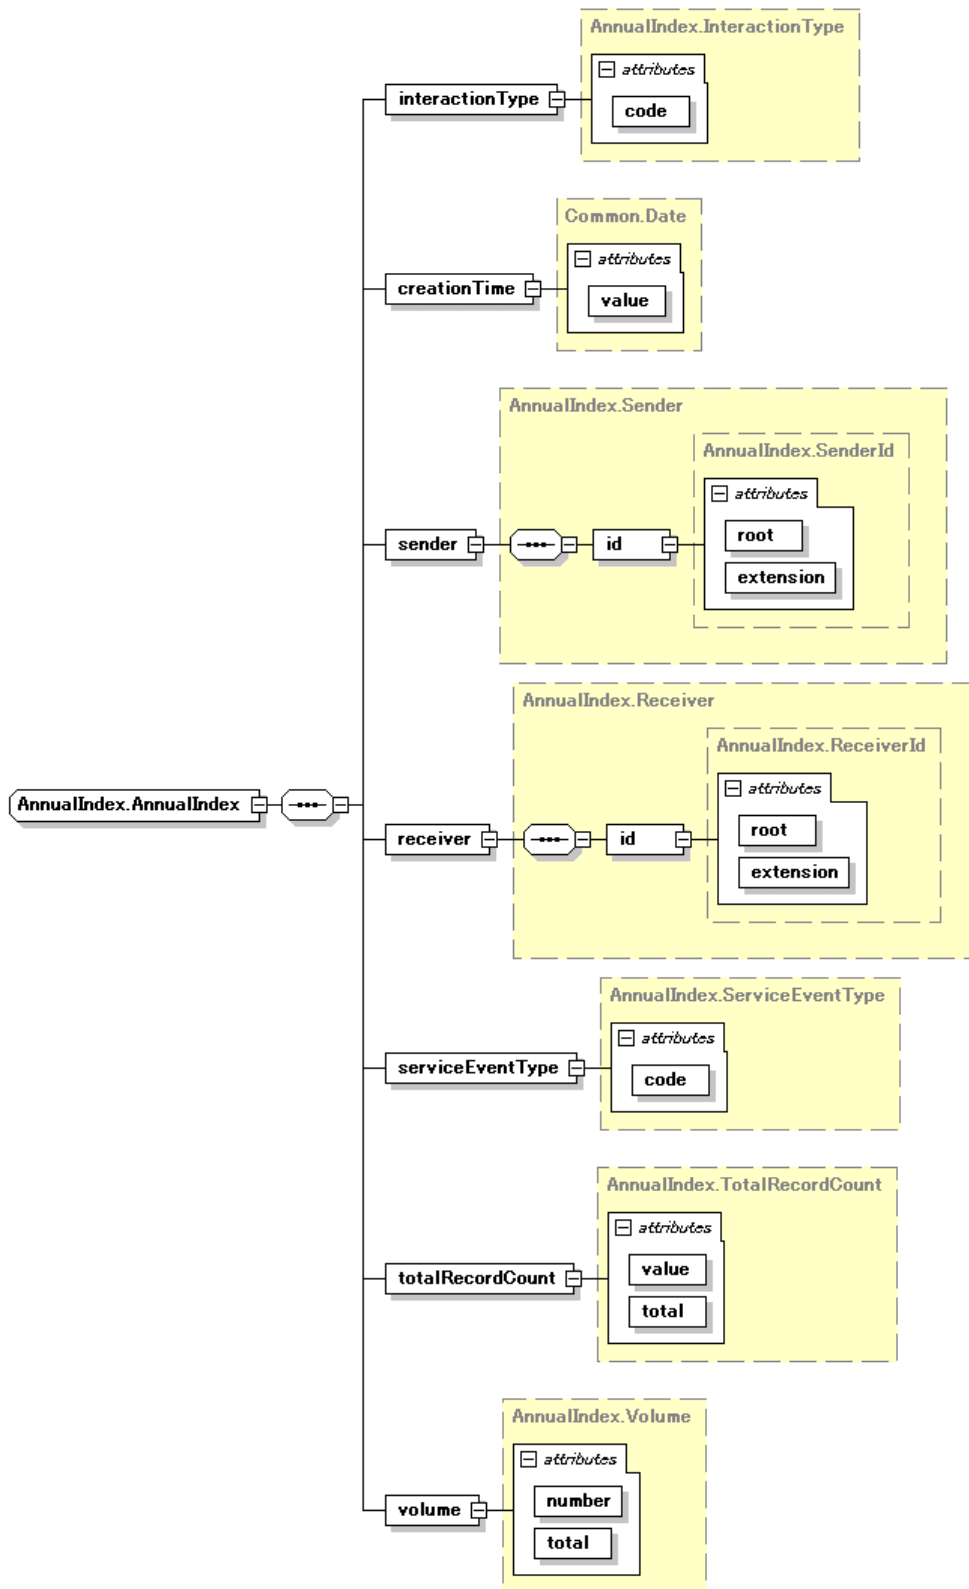 AnnualIndex.InteractionType
attributes
interactionType
code
Common.Date
attributes
creationTime
value
AnnualIndex.Sender
AnnualIndex.SenderId
attributes
root
sender
id
extension
AnnualIndex.Receiver
AnnualIndex.ReceiverId
attributes
AnnualIndex.AnnualIndex
root
receiver
id
extension
AnnualIndex.ServiceEventType
attributes
serviceEventType
code
AnnualIndex.TotalRecordCount
attributes
value
totalRecordCount
total
AnnualIndex.Volume
attributes
number
volume
total